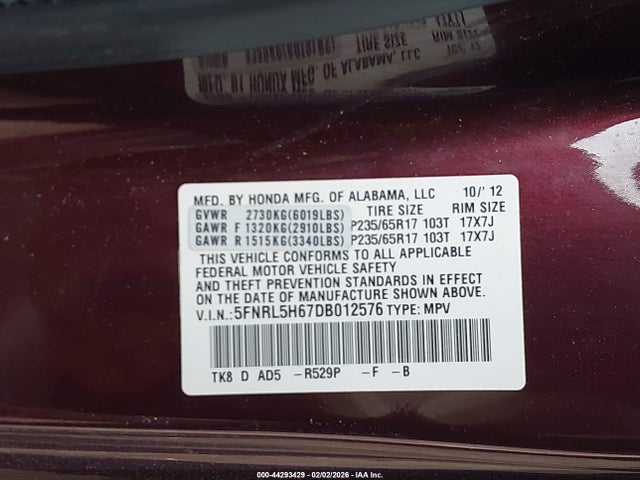 MFD. BY HONDA MFG. OF ALABAMA, LLC 10/'12
GVWR 2730KG(6019LBS) TIRE SIZE RIM SIZE
GAWR F 1320KG(2910LBS) P235/65R17 103T 17X7J
GAWR R 1515KG(3340LBS) P235/65R17 103T 17X7J
THIS VEHICLE CONFORMS TO ALL APPLICABLE
FEDERAL MOTOR VEHICLE SAFETY
AND THEFT PREVENTION STANDARDS IN EFFECT
ON THE DATE OF MANUFACTURE SHOWN ABOVE.
V.I.N.:5FNRL5H67DB012576 TYPE: MPV
TK8 D AD5 -R529P -F -B
000-44293429 - 02/02/2026 - IAA Inc.